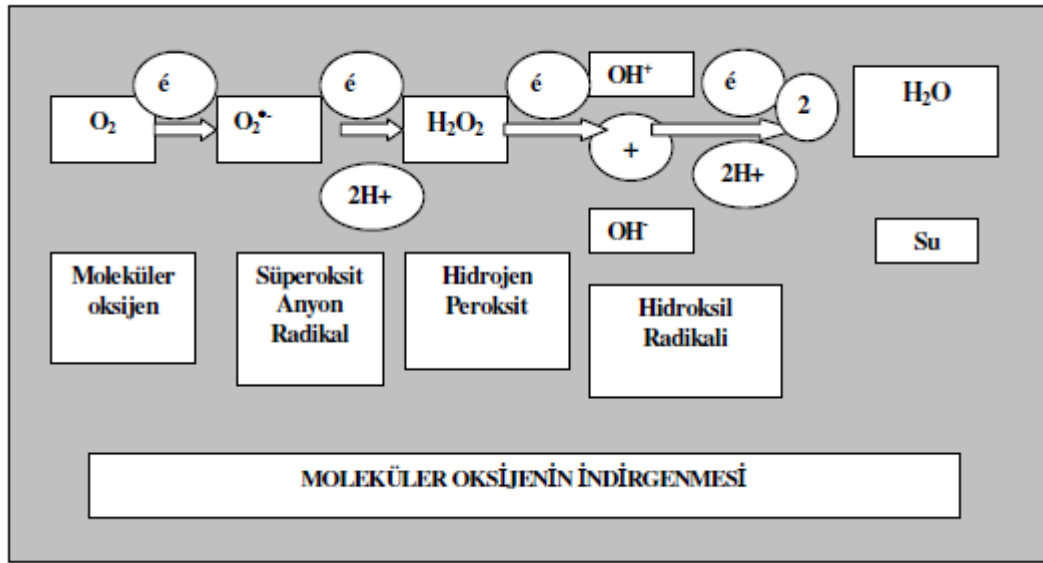 é
é
é
OH⁺
é
2
H₂O
O₂
O₂•-
H₂O₂
+
2H+
2H+
OH⁻
Su
Moleküler
oksijen
Süperoksit
Anyon
Radikal
Hidrojen
Peroksit
Hidroksil
Radikali
MOLEKÜLER OKSİJENİN İNDİRGENMESİ